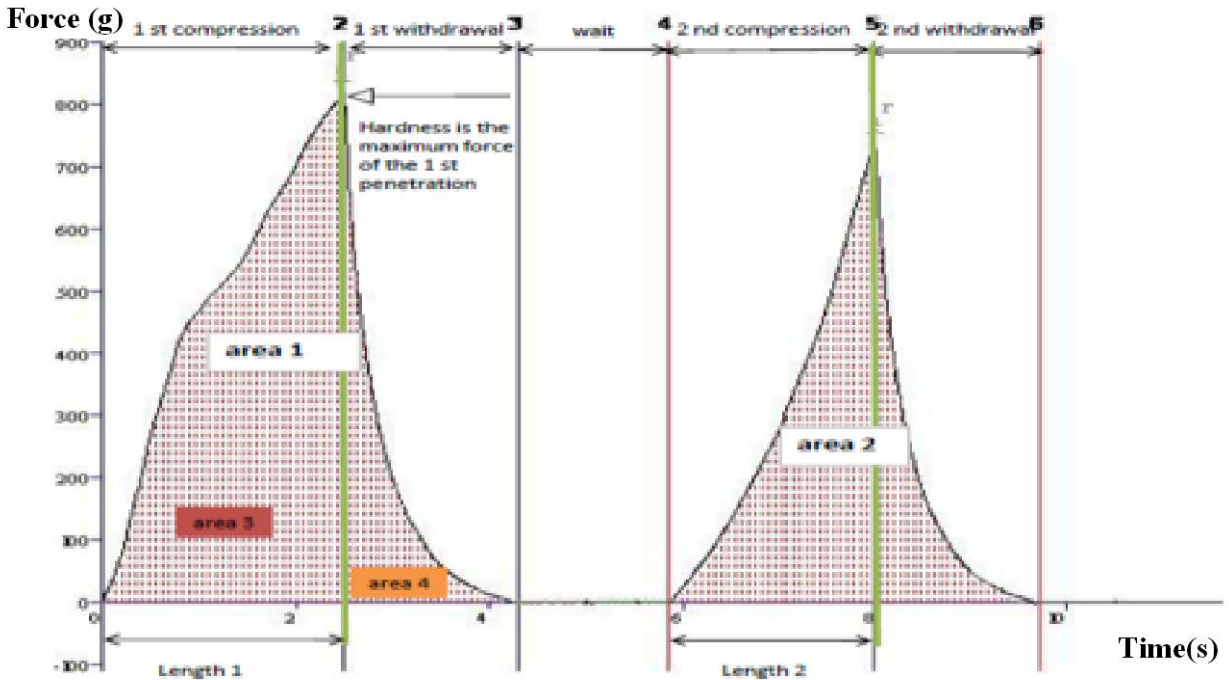 Force (g)
1 st compression
2
1 st withdrawal
3
wait
4
2 nd compression
5
2 nd withdrawal
6
900
800
700
600
500
400
300
200
100
0
-100
Hardness is the
maximum force
of the 1 st
penetration
area 1
area 2
area 3
area 4
0
2
4
6
8
10
Time(s)
Length 1
Length 2